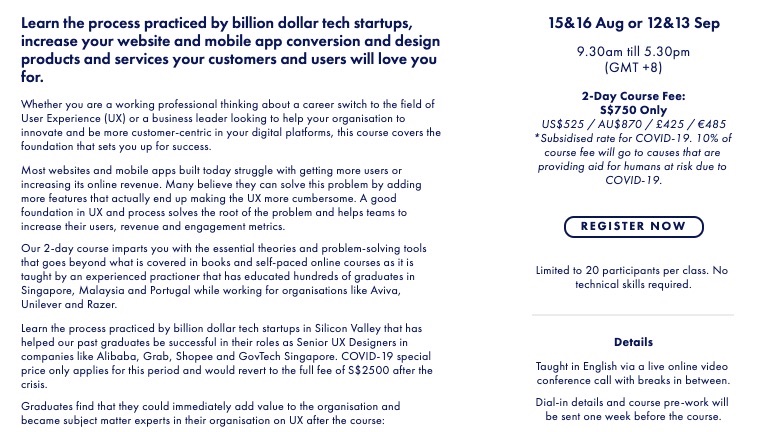 Learn the process practiced by billion dollar tech startups,
increase your website and mobile app conversion and design
products and services your customers and users will love you
for.
Whether you are a working professional thinking about a career switch to the field of
User Experience (UX) or a business leader looking to help your organisation to
innovate and be more customer-centric in your digital platforms, this course covers the
foundation that sets you up for success.
Most websites and mobile apps built today struggle with getting more users or
increasing its online revenue. Many believe they can solve this problem by adding
more features that actually end up making the UX more cumbersome. A good
foundation in UX and process solves the root of the problem and helps teams to
increase their users, revenue and engagement metrics.
Our 2-day course imparts you with the essential theories and problem-solving tools
that goes beyond what is covered in books and self-paced online courses as it is
taught by an experienced practioner that has educated hundreds of graduates in
Singapore, Malaysia and Portugal while working for organisations like Aviva,
Unilever and Razer.
Learn the process practiced by billion dollar tech startups in Silicon Valley that has
helped our past graduates be successful in their roles as Senior UX Designers in
companies like Alibaba, Grab, Shopee and GovTech Singapore. COVID-19 special
price only applies for this period and would revert to the full fee of S$2500 after the
crisis.
Graduates find that they could immediately add value to the organisation and
became subject matter experts in their organisation on UX after the course:
15&16 Aug or 12&13 Sep
9.30am till 5.30pm
(GMT +8)
2-Day Course Fee:
S$750 Only
US$525 / AU$870 / £425 / €485
*Subsidised rate for COVID-19. 10% of
course fee will go to causes that are
providing aid for humans at risk due to
COVID-19.
REGISTER NOW
Limited to 20 participants per class. No
technical skills required.
Details
Taught in English via a live online video
conference call with breaks in between.
Dial-in details and course pre-work will
be sent one week before the course.